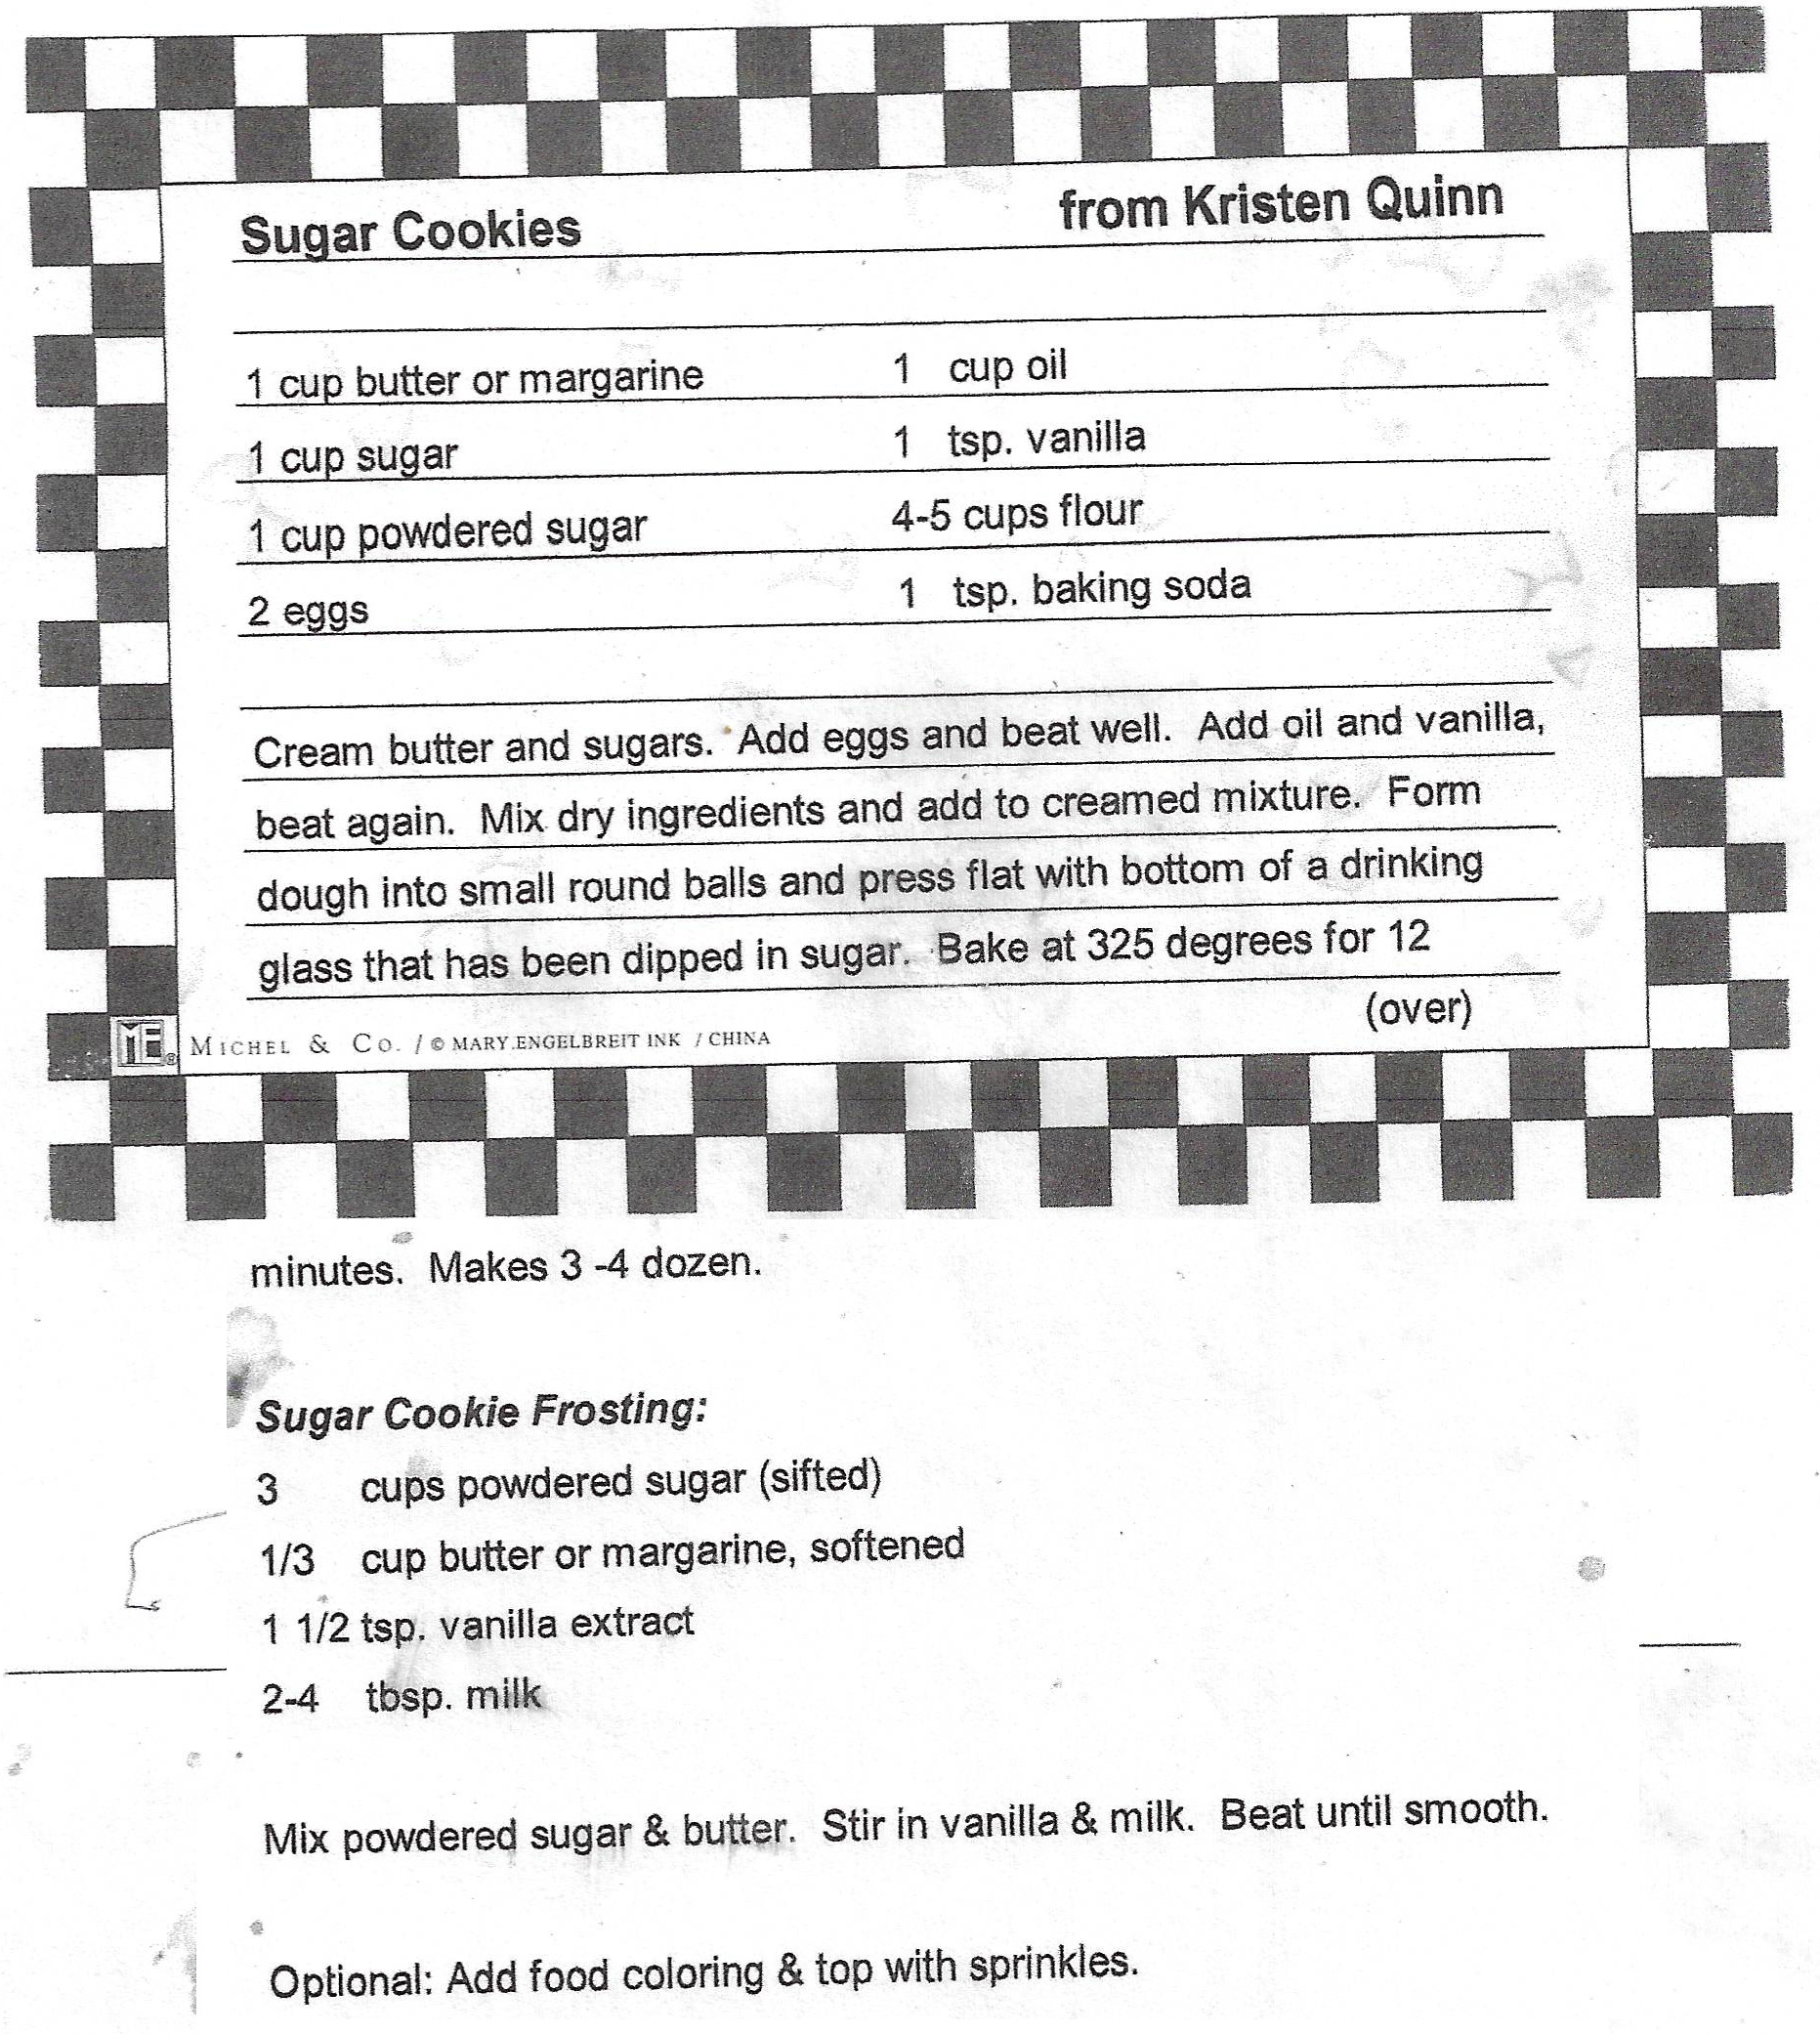 Sugar Cookies from Kristen Quinn
1 cup butter or margarine 1 cup oil
1 cup sugar 1 tsp. vanilla
1 cup powdered sugar 4-5 cups flour
2 eggs 1 tsp. baking soda
Cream butter and sugars. Add eggs and beat well. Add oil and vanilla,
beat again. Mix dry ingredients and add to creamed mixture. Form
dough into small round balls and press flat with bottom of a drinking
glass that has been dipped in sugar. Bake at 325 degrees for 12
(over)
ME® MICHEL & CO. / © MARY.ENGELBREIT INK / CHINA
minutes. Makes 3 -4 dozen.
Sugar Cookie Frosting:
3 cups powdered sugar (sifted)
1/3 cup butter or margarine, softened
1 1/2 tsp. vanilla extract
2-4 tbsp. milk
Mix powdered sugar & butter. Stir in vanilla & milk. Beat until smooth.
Optional: Add food coloring & top with sprinkles.